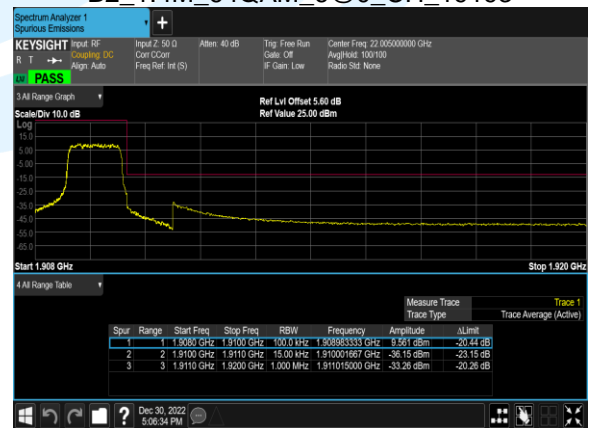 B2_1.4M_64QAM_6@0_CH_19193
Spectrum Analyzer 1
Spurious Emissions
+
KEYSIGHT
R T
Input: RF
Coupling: DC
Align: Auto
Input Z: 50 Ω
Corr CCorr
Freq Ref: Int (S)
Atten: 40 dB
Trig: Free Run
Gate: Off
IF Gain: Low
Center Freq: 22.005000000 GHz
Avg|Hold: 100/100
Radio Std: None
PASS
3 All Range Graph
Scale/Div 10.0 dB
Ref Lvl Offset 5.60 dB
Ref Value 25.00 dBm
Log
15.0
5.00
-5.00
-15.0
-25.0
-35.0
-45.0
-55.0
-65.0
Start 1.908 GHz
Stop 1.920 GHz
4 All Range Table
Measure Trace Trace 1
Trace Type Trace Average (Active)
Spur Range Start Freq Stop Freq RBW Frequency Amplitude ΔLimit
1 1 1.9080 GHz 1.9100 GHz 100.0 kHz 1.908983333 GHz 9.561 dBm -20.44 dB
2 2 1.9100 GHz 1.9110 GHz 15.00 kHz 1.910001667 GHz -36.15 dBm -23.15 dB
3 3 1.9110 GHz 1.9200 GHz 1.000 MHz 1.911015000 GHz -33.26 dBm -20.26 dB
?
Dec 30, 2022
5:06:34 PM